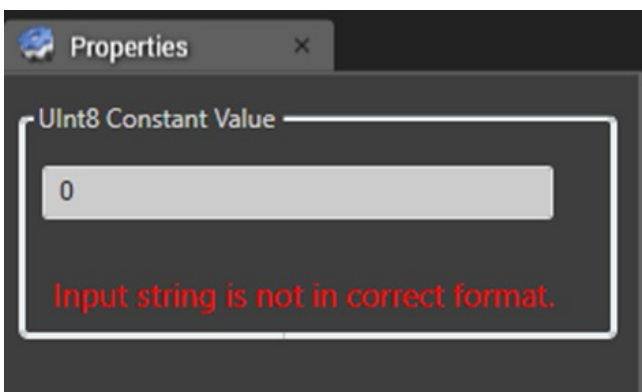 Properties ×
UInt8 Constant Value
0
Input string is not in correct format.